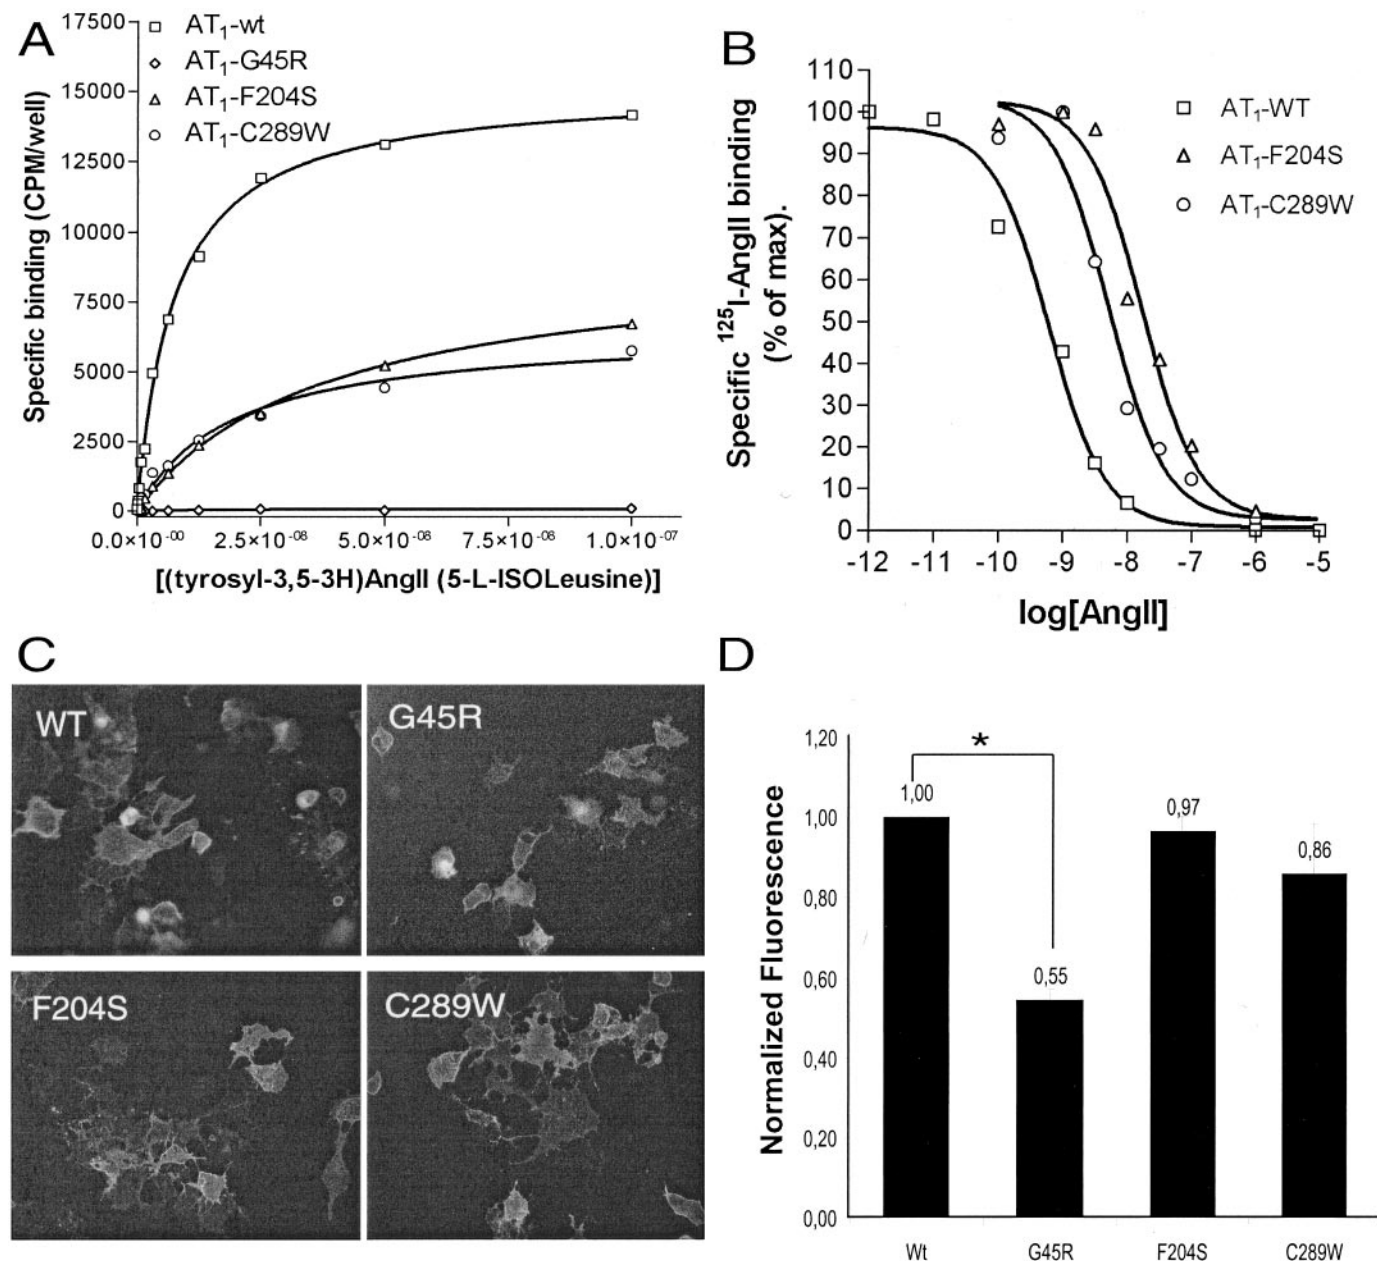 A
17500
15000
12500
10000
7500
5000
2500
0
Specific binding (CPM/well)
AT1-wt
AT1-G45R
AT1-F204S
AT1-C289W
0.0×10-00
2.5×10-08
5.0×10-08
7.5×10-08
1.0×10-07
[(tyrosyl-3,5-3H)AngII (5-L-ISOLeusine)]
B
110
100
90
80
70
60
50
40
30
20
10
0
Specific 125I-AngII binding
(% of max).
AT1-WT
AT1-F204S
AT1-C289W
-12
-11
-10
-9
-8
-7
-6
-5
log[AngII]
C
WT
G45R
F204S
C289W
D
1,20
1,00
0,80
0,60
0,40
0,20
0,00
Normalized Fluorescence
*
1,00
0,55
0,97
0,86
Wt
G45R
F204S
C289W